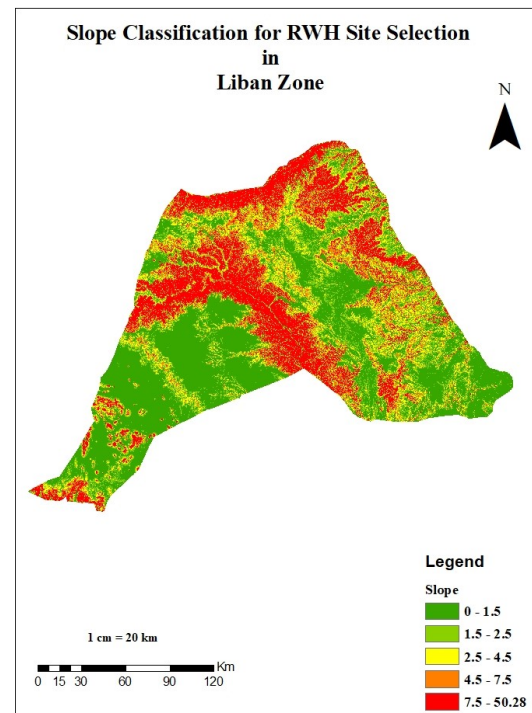 Slope Classification for RWH Site Selection
in
Liban Zone
N
Legend
Slope
0 - 1.5
1.5 - 2.5
2.5 - 4.5
4.5 - 7.5
7.5 - 50.28
1 cm = 20 km
Km
0 15 30 60 90 120